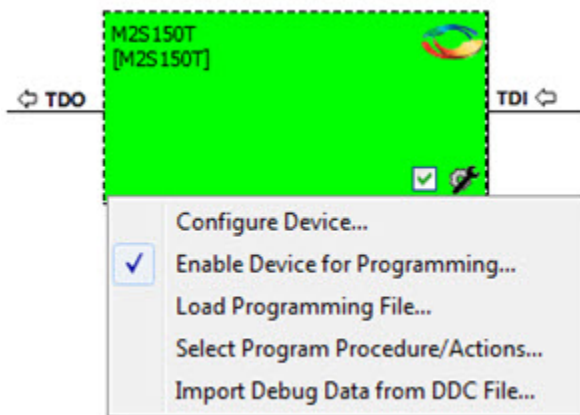 M2S150T
[M2S150T]
TDO
TDI
Configure Device...
Enable Device for Programming...
Load Programming File...
Select Program Procedure/Actions...
Import Debug Data from DDC File...